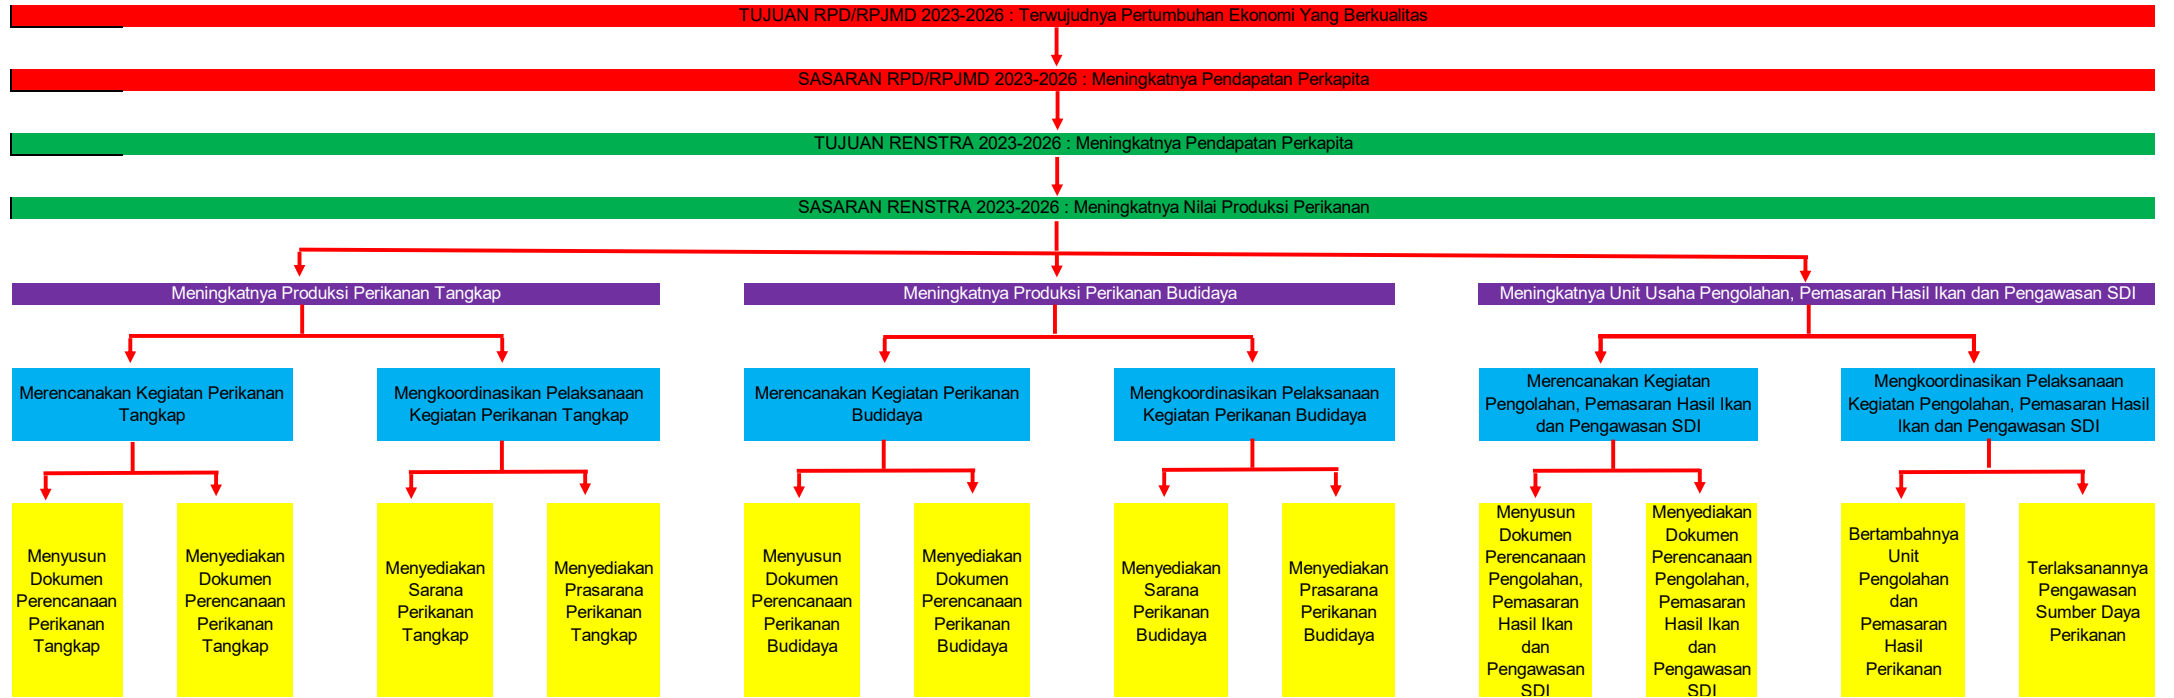 TUJUAN RPD/RPJMD 2023-2026 : Terwujudnya Pertumbuhan Ekonomi Yang Berkualitas
SASARAN RPD/RPJMD 2023-2026 : Meningkatnya Pendapatan Perkapita
TUJUAN RENSTRA 2023-2026 : Meningkatnya Pendapatan Perkapita
SASARAN RENSTRA 2023-2026 : Meningkatnya Nilai Produksi Perikanan
Meningkatnya Produksi Perikanan Tangkap
Meningkatnya Produksi Perikanan Budidaya
Meningkatnya Unit Usaha Pengolahan, Pemasaran Hasil Ikan dan Pengawasan SDI
Merencanakan Kegiatan Perikanan
Tangkap
Mengkoordinasikan Pelaksanaan
Kegiatan Perikanan Tangkap
Merencanakan Kegiatan Perikanan
Budidaya
Mengkoordinasikan Pelaksanaan
Kegiatan Perikanan Budidaya
Merencanakan Kegiatan
Pengolahan, Pemasaran Hasil Ikan
dan Pengawasan SDI
Mengkoordinasikan Pelaksanaan
Kegiatan Pengolahan, Pemasaran Hasil
Ikan dan Pengawasan SDI
Menyusun
Dokumen
Perencanaan
Perikanan
Tangkap
Menyediakan
Dokumen
Perencanaan
Perikanan
Tangkap
Menyediakan
Sarana
Perikanan
Tangkap
Menyediakan
Prasarana
Perikanan
Tangkap
Menyusun
Dokumen
Perencanaan
Perikanan
Budidaya
Menyediakan
Dokumen
Perencanaan
Perikanan
Budidaya
Menyediakan
Sarana
Perikanan
Budidaya
Menyediakan
Prasarana
Perikanan
Budidaya
Menyusun
Dokumen
Perencanaan
Pengolahan,
Pemasaran
Hasil Ikan
dan
Pengawasan
SDI
Menyediakan
Dokumen
Perencanaan
Pengolahan,
Pemasaran
Hasil Ikan
dan
Pengawasan
SDI
Bertambahnya
Unit
Pengolahan
dan
Pemasaran
Hasil
Perikanan
Terlaksanannya
Pengawasan
Sumber Daya
Perikanan